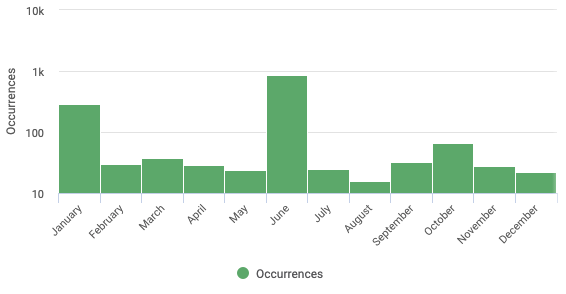 10k
1k
100
10
Occurrences
January
February
March
April
May
June
July
August
September
October
November
December
Occurrences